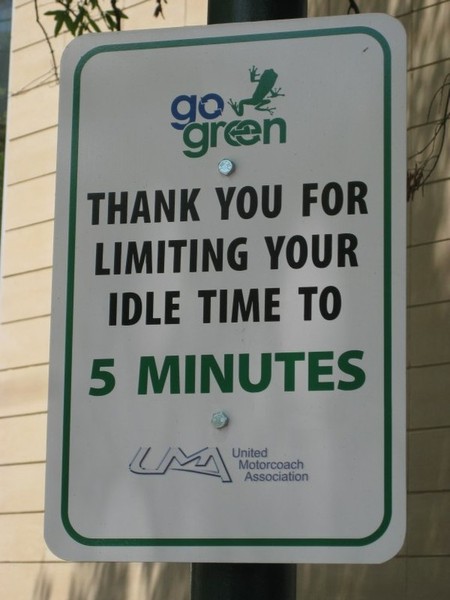 go
green
THANK YOU FOR
LIMITING YOUR
IDLE TIME TO
5 MINUTES
UMA United
Motorcoach
Association